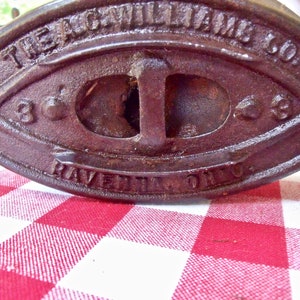 THE A.C. WILLIAMS CO.
3 3
RAVENNA, OHIO.